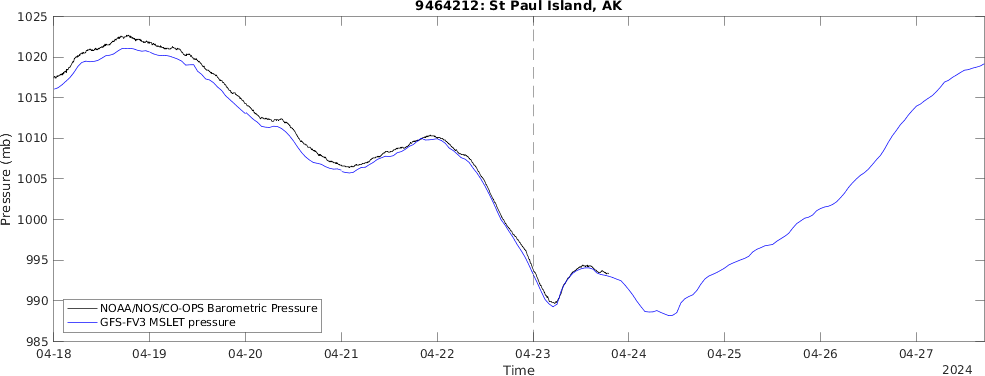 9464212: St Paul Island, AK
1025
1020
1015
1010
1005
1000
995
990
985
Pressure (mb)
NOAA/NOS/CO-OPS Barometric Pressure
GFS-FV3 MSLET pressure
04-18 04-19 04-20 04-21 04-22 04-23 04-24 04-25 04-26 04-27
Time
2024